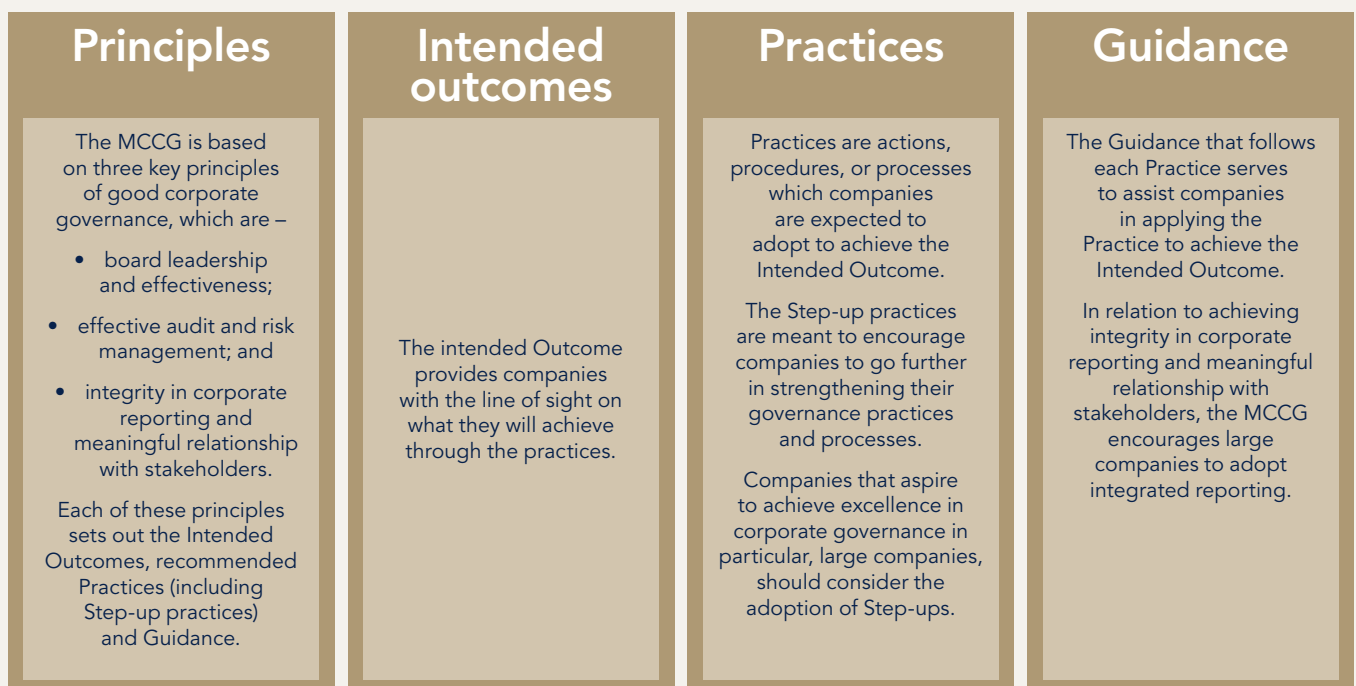 Principles
The MCCG is based
on three key principles
of good corporate
governance, which are –
• board leadership
and effectiveness;
• effective audit and risk
management; and
• integrity in corporate
reporting and
meaningful relationship
with stakeholders.
Each of these principles
sets out the Intended
Outcomes, recommended
Practices (including
Step-up practices)
and Guidance.
Intended
outcomes
The intended Outcome
provides companies
with the line of sight on
what they will achieve
through the practices.
Practices
Practices are actions,
procedures, or processes
which companies
are expected to
adopt to achieve the
Intended Outcome.
The Step-up practices
are meant to encourage
companies to go further
in strengthening their
governance practices
and processes.
Companies that aspire
to achieve excellence in
corporate governance in
particular, large companies,
should consider the
adoption of Step-ups.
Guidance
The Guidance that follows
each Practice serves
to assist companies
in applying the
Practice to achieve the
Intended Outcome.
In relation to achieving
integrity in corporate
reporting and meaningful
relationship with
stakeholders, the MCCG
encourages large
companies to adopt
integrated reporting.